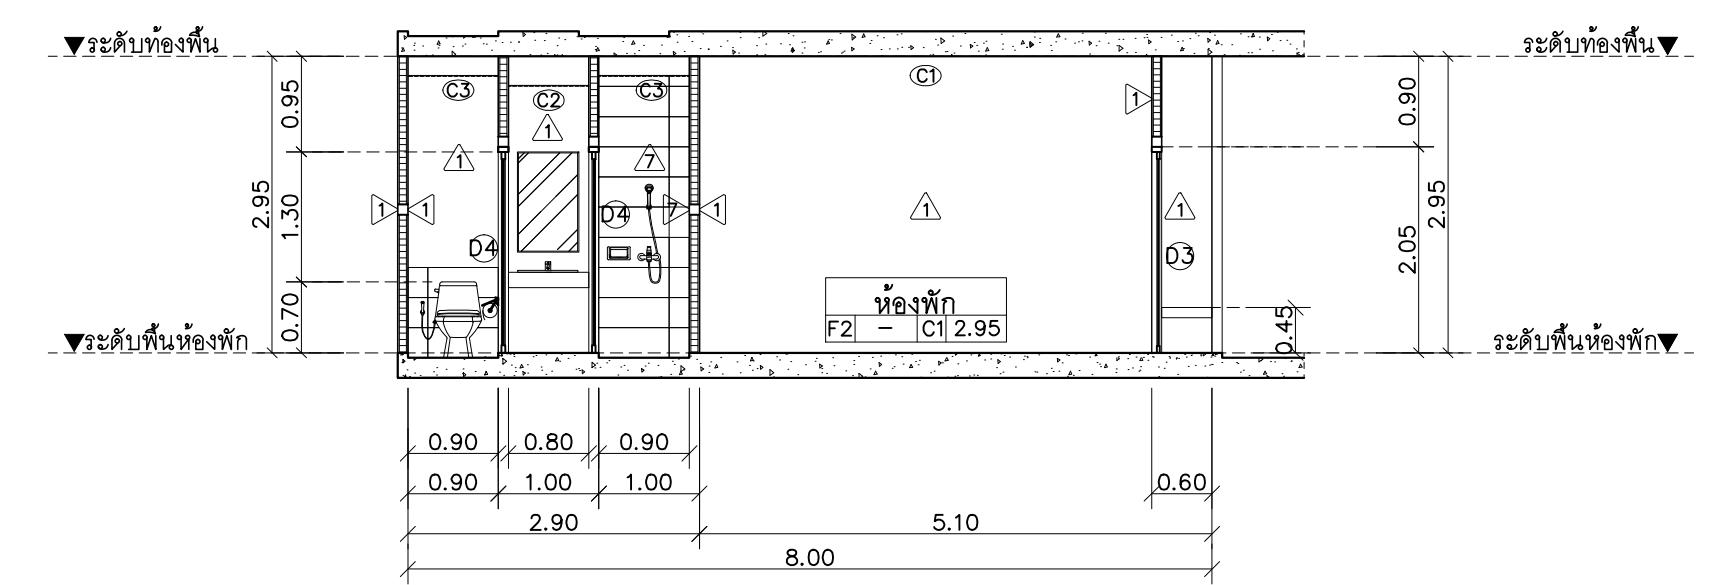 ▼ระดับท้องพื้น
ระดับท้องพื้น▼
C3
C2
C3
C1
1
1
1
7
1
1
7
1
1
1
D4
D4
D3
0.95
1.30
0.70
2.95
0.90
2.05
2.95
0.45
ห้องพัก
F2 – C1 2.95
▼ระดับพื้นห้องพัก
ระดับพื้นห้องพัก▼
0.90 0.80 0.90
0.90 1.00 1.00 0.60
2.90 5.10
8.00